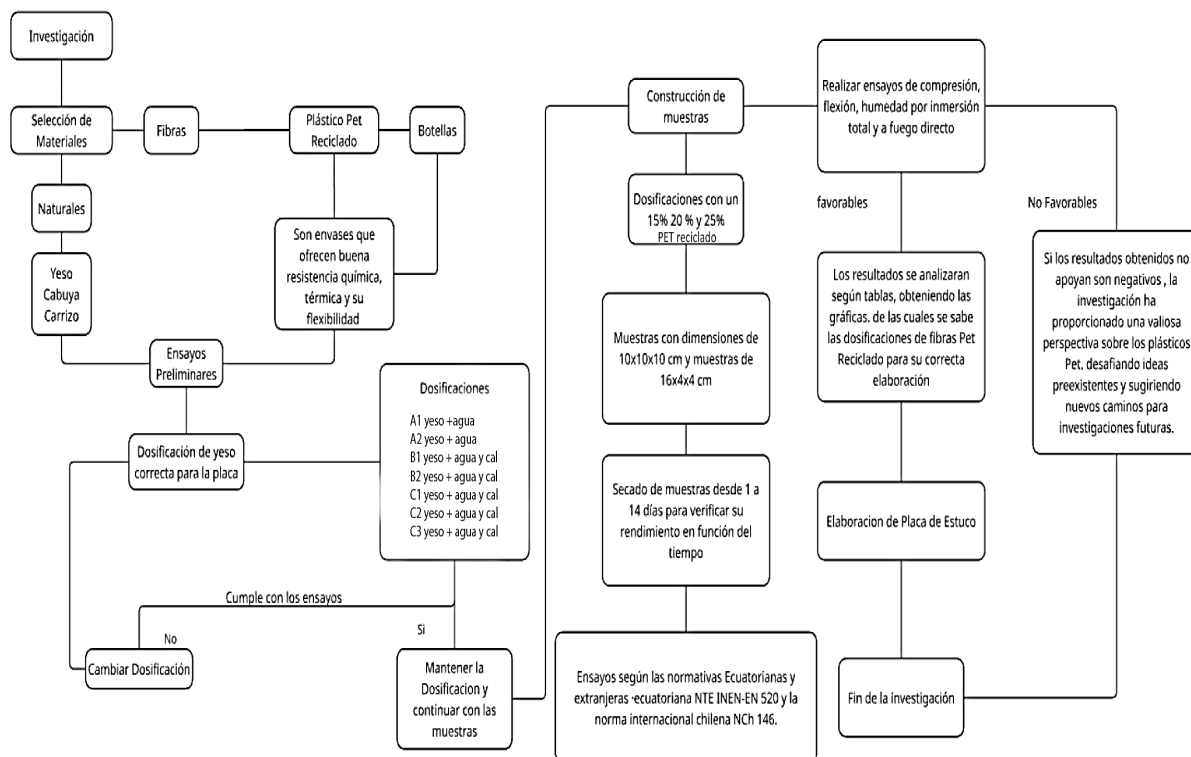 Investigación
Selección de
Materiales
Fibras
Plástico Pet
Reciclado
Botellas
Naturales
Yeso
Cabuya
Carrizo
Son envases que
ofrecen buena
resistencia química,
térmica y su
flexibilidad
Ensayos
Preliminares
Dosificación de yeso
correcta para la placa
Dosificaciones
A1 yeso +agua
A2 yeso + agua
B1 yeso + agua y cal
B2 yeso + agua y cal
C1 yeso + agua y cal
C2 yeso + agua y cal
C3 yeso + agua y cal
Cumple con los ensayos
No
Si
Cambiar Dosificación
Mantener la
Dosificacion y
continuar con las
muestras
Construcción de
muestras
Dosificaciones con un
15% 20 % y 25%
PET reciclado
Muestras con dimensiones de
10x10x10 cm y muestras de
16x4x4 cm
Secado de muestras desde 1 a
14 días para verificar su
rendimiento en función del
tiempo
Ensayos según las normativas Ecuatorianas y
extranjeras -ecuatoriana NTE INEN-EN 520 y la
norma internacional chilena NCh 146.
Realizar ensayos de compresión,
flexión, humedad por inmersión
total y a fuego directo
favorables
No Favorables
Los resultados se analizaran
según tablas, obteniendo las
gráficas. de las cuales se sabe
las dosificaciones de fibras Pet
Reciclado para su correcta
elaboración
Elaboracion de Placa de Estuco
Fin de la investigación
Si los resultados obtenidos no
apoyan son negativos , la
investigación ha
proporcionado una valiosa
perspectiva sobre los plásticos
Pet. desafiando ideas
preexistentes y sugiriendo
nuevos caminos para
investigaciones futuras.